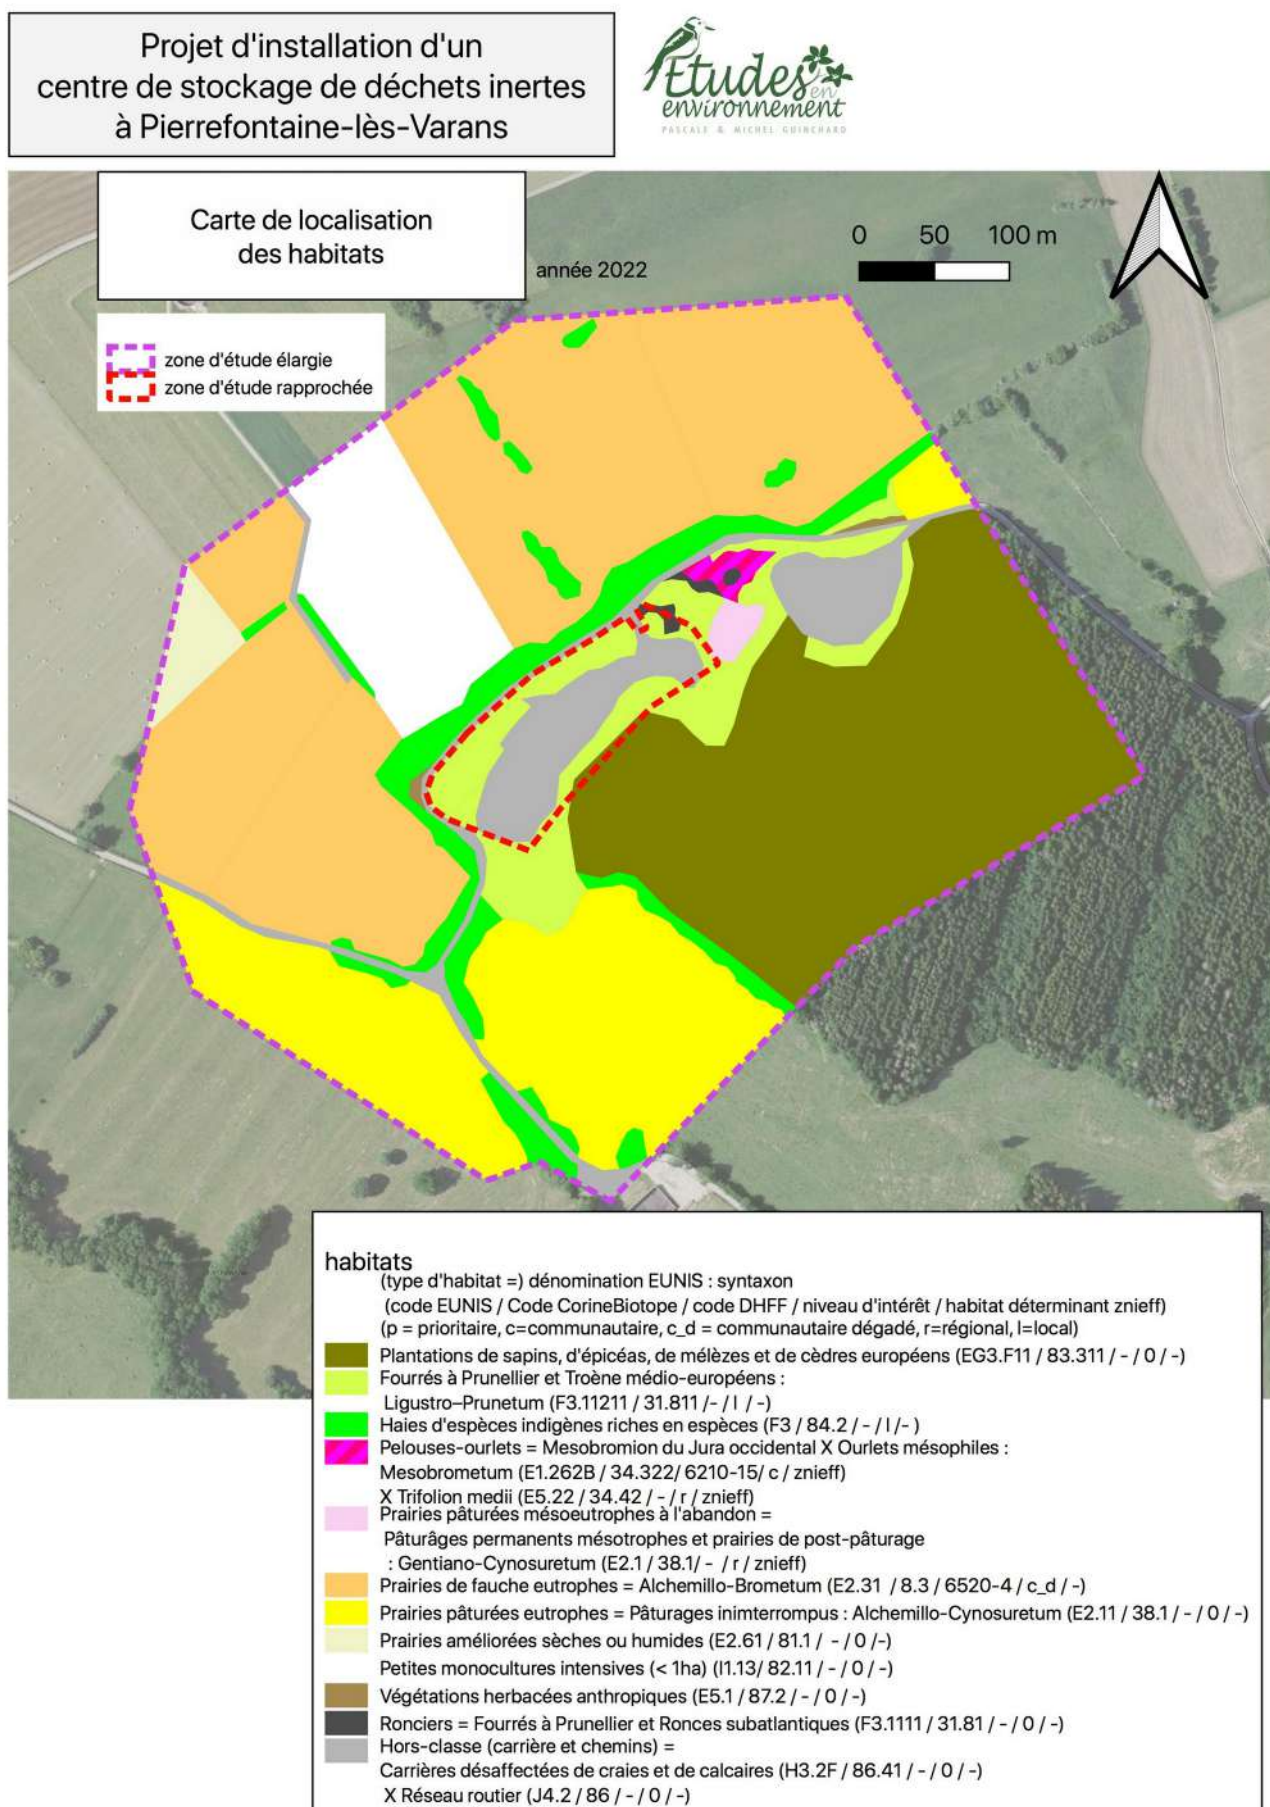 Projet d'installation d'un
centre de stockage de déchets inertes
à Pierrefontaine-lès-Varans
Études
en
environnement
PASCALE & MICHEL GUINCHARD
Carte de localisation
des habitats
année 2022
0 50 100 m
zone d'étude élargie
zone d'étude rapprochée
habitats
(type d'habitat =) dénomination EUNIS : syntaxon
(code EUNIS / Code CorineBiotope / code DHFF / niveau d'intérêt / habitat déterminant znieff)
(p = prioritaire, c=communautaire, c_d = communautaire dégadé, r=régional, l=local)
Plantations de sapins, d'épicéas, de mélèzes et de cèdres européens (EG3.F11 / 83.311 / - / 0 / -)
Fourrés à Prunellier et Troène médio-européens :
Ligustro–Prunetum (F3.11211 / 31.811 /- / l / -)
Haies d'espèces indigènes riches en espèces (F3 / 84.2 / - / l /- )
Pelouses-ourlets = Mesobromion du Jura occidental X Ourlets mésophiles :
Mesobrometum (E1.262B / 34.322/ 6210-15/ c / znieff)
X Trifolion medii (E5.22 / 34.42 / - / r / znieff)
Prairies pâturées mésoeutrophes à l'abandon =
Pâturâges permanents mésotrophes et prairies de post-pâturage
: Gentiano-Cynosuretum (E2.1 / 38.1/ - / r / znieff)
Prairies de fauche eutrophes = Alchemillo-Brometum (E2.31 / 8.3 / 6520-4 / c_d / -)
Prairies pâturées eutrophes = Pâturages inimterrompus : Alchemillo-Cynosuretum (E2.11 / 38.1 / - / 0 / -)
Prairies améliorées sèches ou humides (E2.61 / 81.1 / - / 0 /-)
Petites monocultures intensives (< 1ha) (I1.13/ 82.11 / - / 0 / -)
Végétations herbacées anthropiques (E5.1 / 87.2 / - / 0 / -)
Ronciers = Fourrés à Prunellier et Ronces subatlantiques (F3.1111 / 31.81 / - / 0 / -)
Hors-classe (carrière et chemins) =
Carrières désaffectées de craies et de calcaires (H3.2F / 86.41 / - / 0 / -)
X Réseau routier (J4.2 / 86 / - / 0 / -)